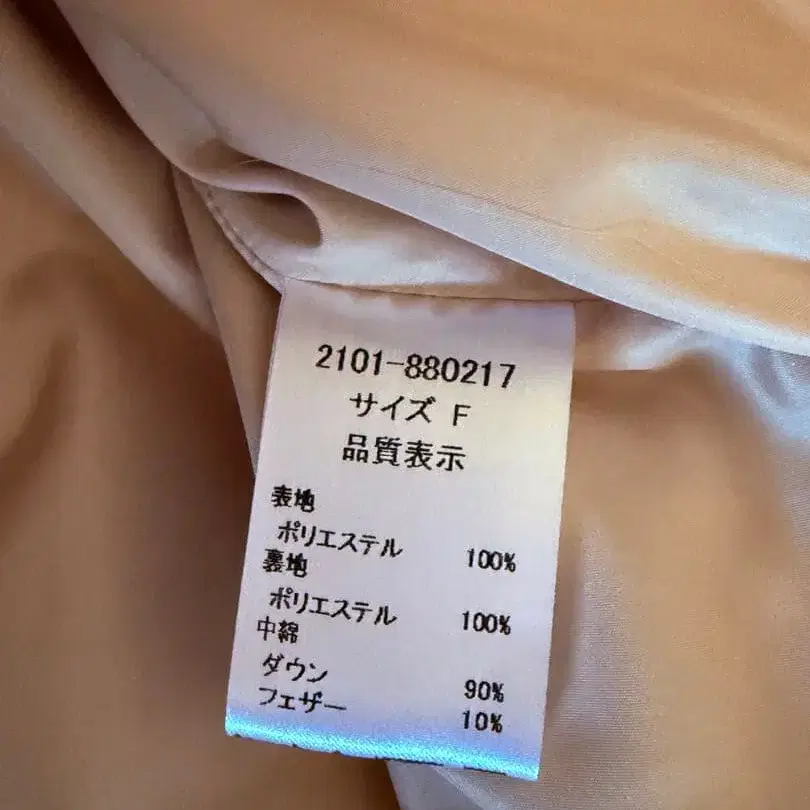 2101-880217
サイズ F
品質表示
表地
ポリエステル 100%
裏地
ポリエステル 100%
中綿
ダウン 90%
フェザー 10%